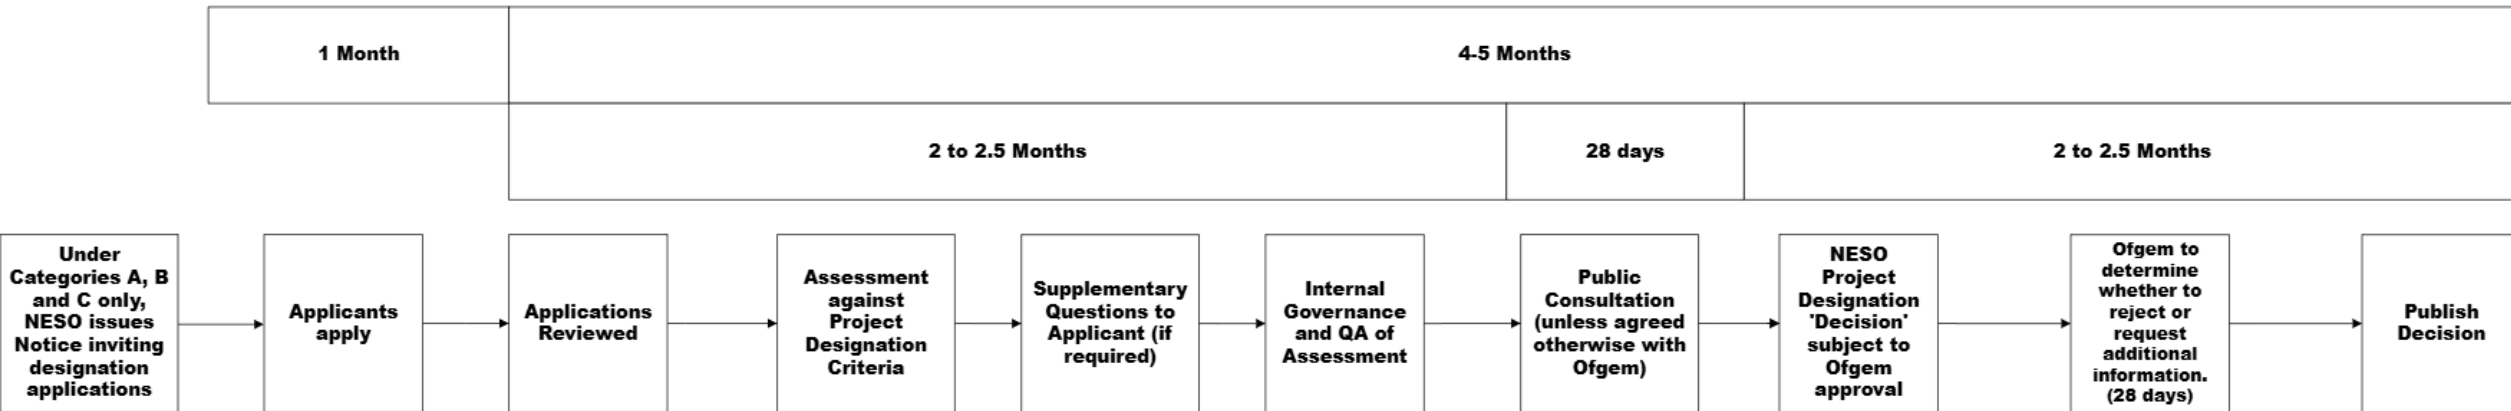 1 Month
4-5 Months
2 to 2.5 Months
28 days
2 to 2.5 Months
Under
Categories A, B
and C only,
NESO issues
Notice inviting
designation
applications
Applicants
apply
Applications
Reviewed
Assessment
against
Project
Designation
Criteria
Supplementary
Questions to
Applicant (if
required)
Internal
Governance
and QA of
Assessment
Public
Consultation
(unless agreed
otherwise with
Ofgem)
NESO
Project
Designation
'Decision'
subject to
Ofgem
approval
Ofgem to
determine
whether to
reject or
request
additional
information.
(28 days)
Publish
Decision